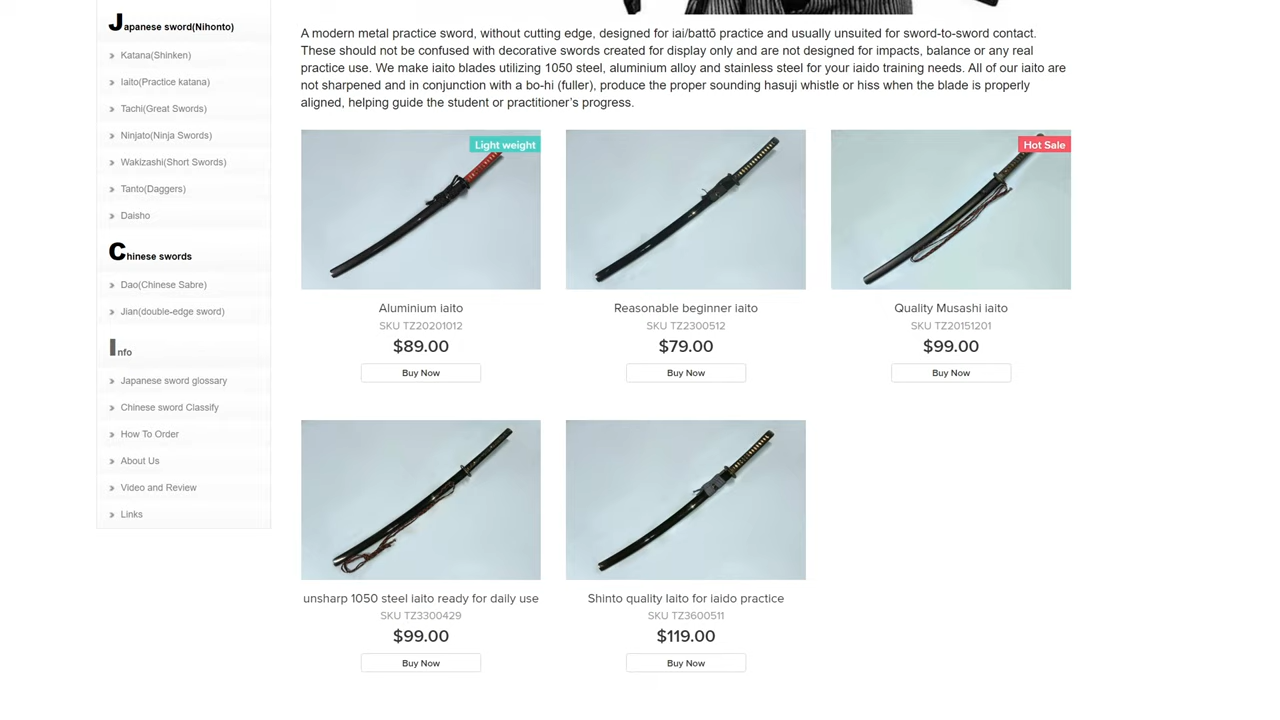 Japanese sword(Nihonto)
Katana(Shinken)
Iaito(Practice katana)
Tachi(Great Swords)
Ninjato(Ninja Swords)
Wakizashi(Short Swords)
Tanto(Daggers)
Daisho
Chinese swords
Dao(Chinese Sabre)
Jian(double-edge sword)
Info
Japanese sword glossary
Chinese sword Classify
How To Order
About Us
Video and Review
Links
A modern metal practice sword, without cutting edge, designed for iai/battō practice and usually unsuited for sword-to-sword contact.
These should not be confused with decorative swords created for display only and are not designed for impacts, balance or any real
practice use. We make iaito blades utilizing 1050 steel, aluminium alloy and stainless steel for your iaido training needs. All of our iaito are
not sharpened and in conjunction with a bo-hi (fuller), produce the proper sounding hasuji whistle or hiss when the blade is properly
aligned, helping guide the student or practitioner's progress.
Light weight
Hot Sale
Aluminium iaito
SKU TZ20201012
$89.00
Buy Now
Reasonable beginner iaito
SKU TZ2300512
$79.00
Buy Now
Quality Musashi iaito
SKU TZ20151201
$99.00
Buy Now
unsharp 1050 steel iaito ready for daily use
SKU TZ3300429
$99.00
Buy Now
Shinto quality Iaito for iaido practice
SKU TZ3600511
$119.00
Buy Now